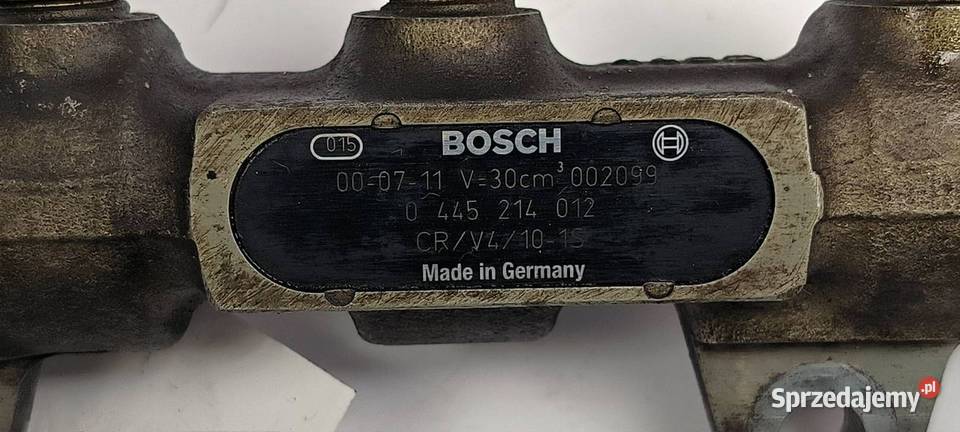 015 BOSCH
00-07-11 V=30cm³ 002099
0 445 214 012
CR/V4/10-1S
Made in Germany
Sprzedajemy.pl